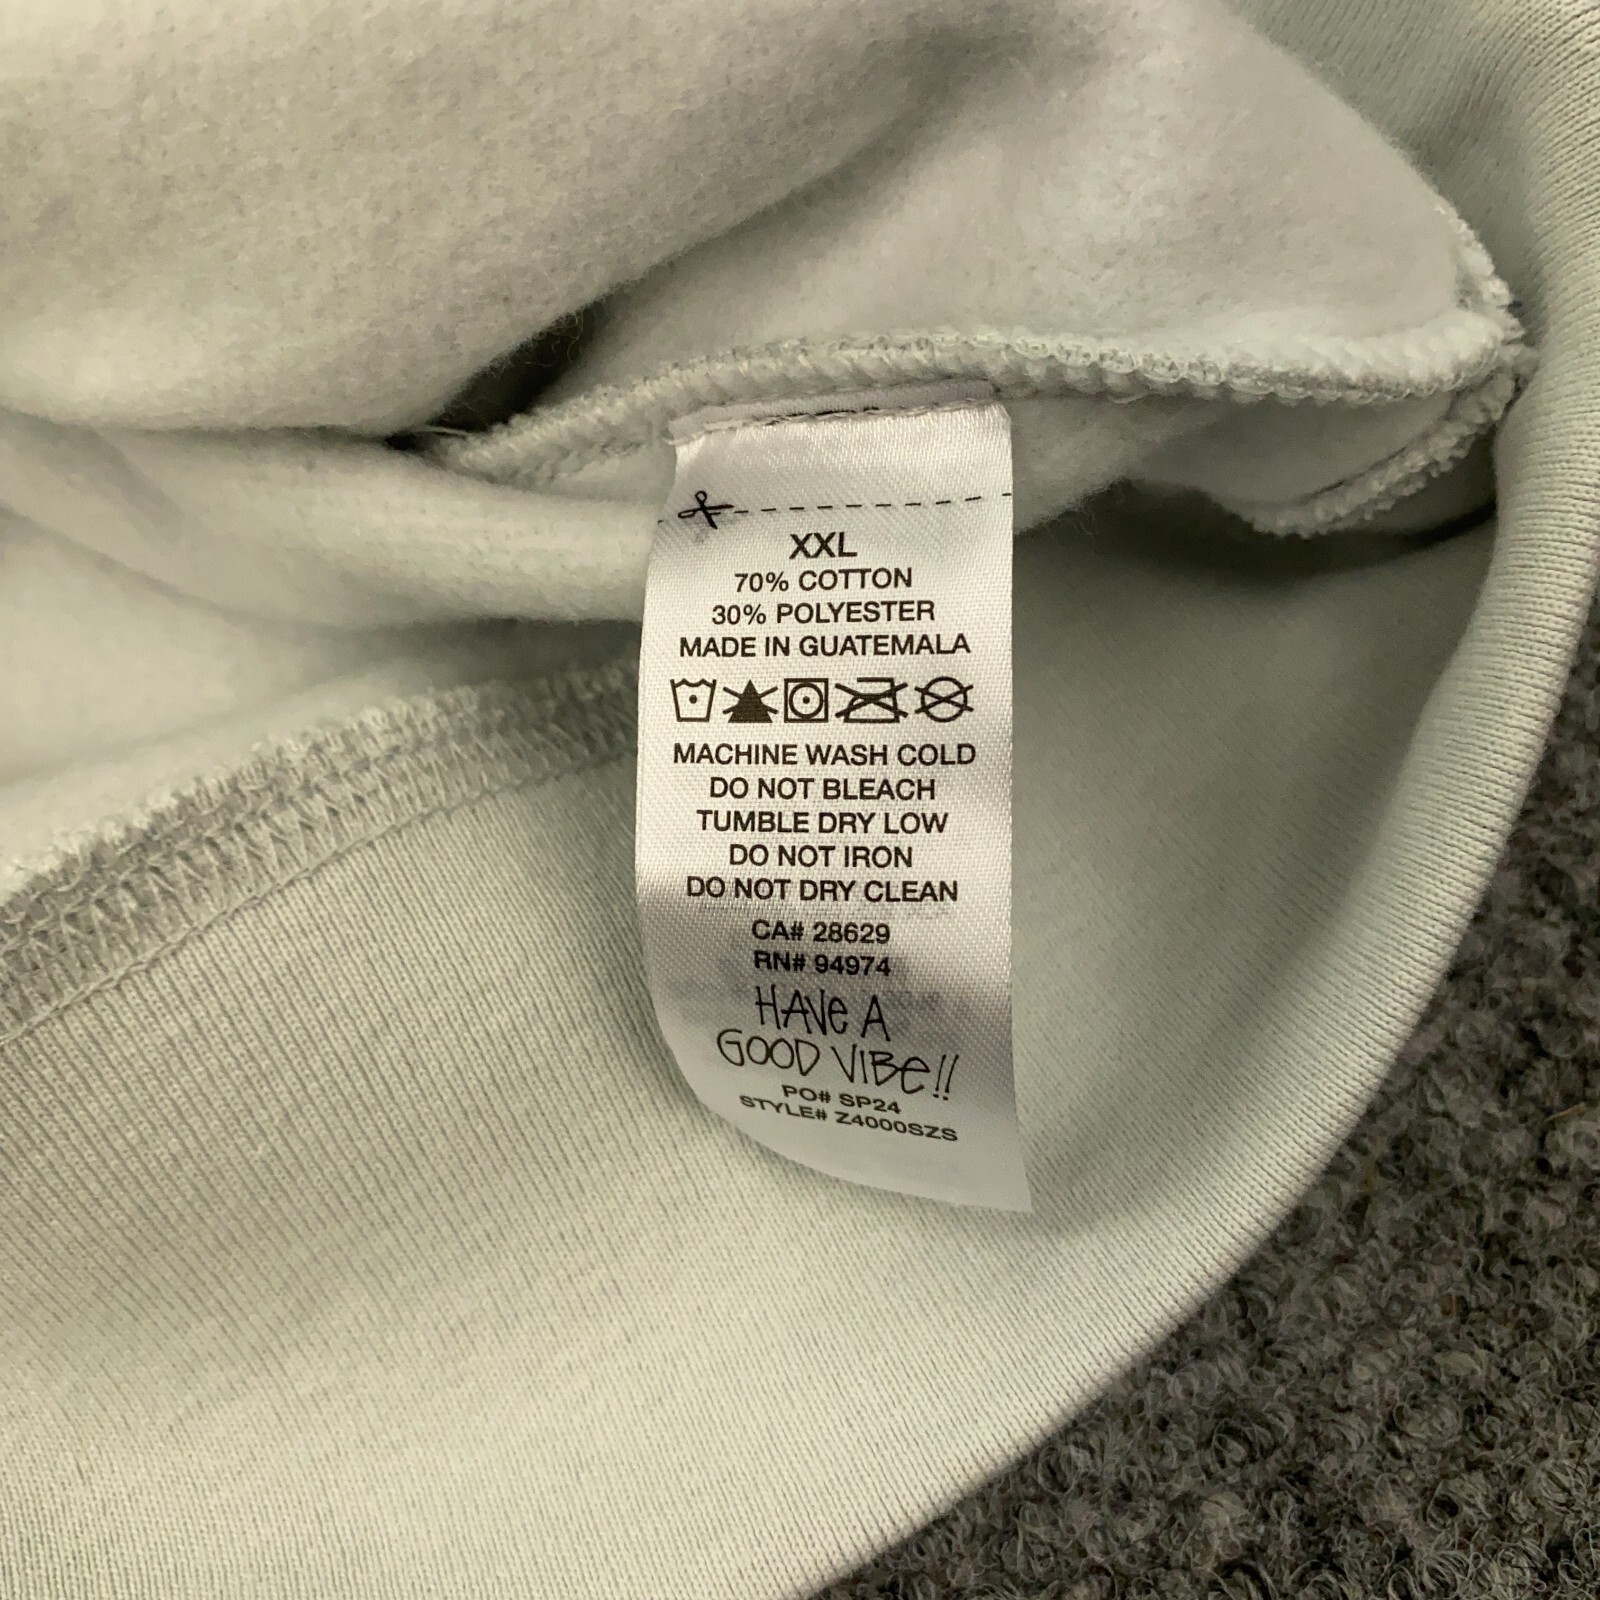 XXL
70% COTTON
30% POLYESTER
MADE IN GUATEMALA
MACHINE WASH COLD
DO NOT BLEACH
TUMBLE DRY LOW
DO NOT IRON
DO NOT DRY CLEAN
CA# 28629
RN# 94974
HAVE A
GOOD VIBE!!
PO# SP24
STYLE# Z4000SZS